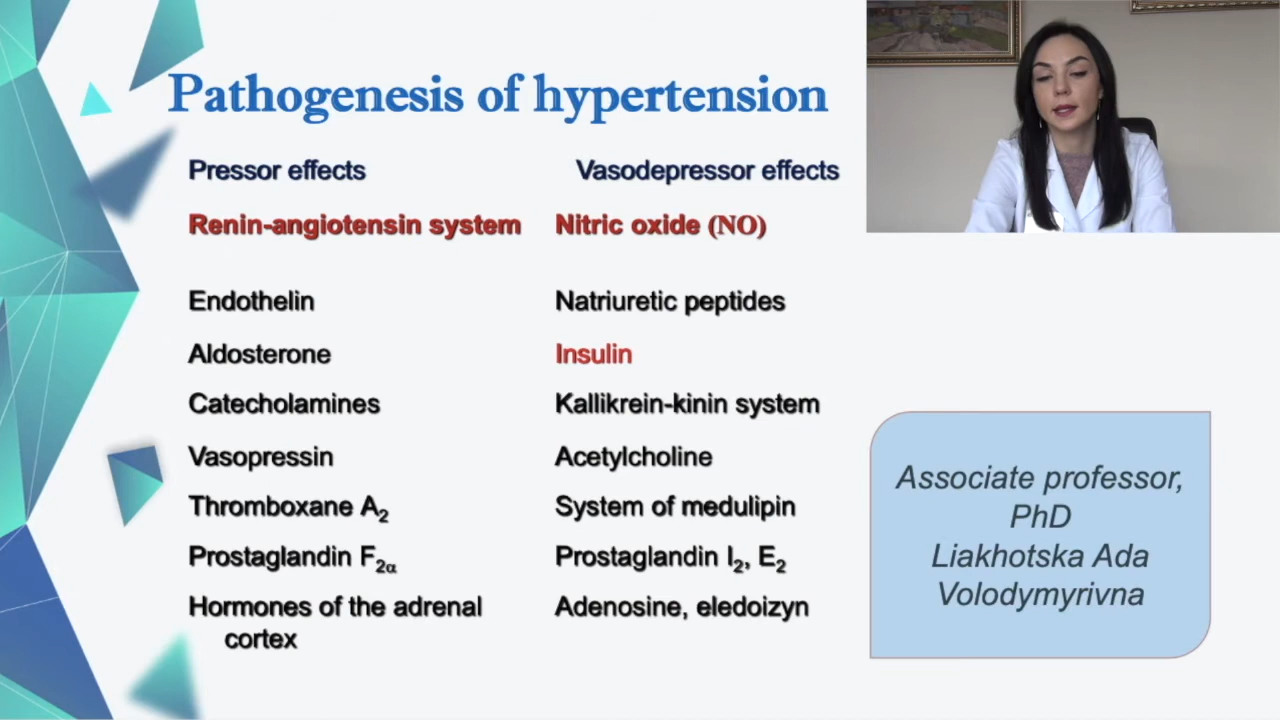 Pathogenesis of hypertension
Pressor effects Vasodepressor effects
Renin-angiotensin system Nitric oxide (NO)
Endothelin Natriuretic peptides
Aldosterone Insulin
Catecholamines Kallikrein-kinin system
Vasopressin Acetylcholine
Thromboxane A₂ System of medulipin
Prostaglandin F₂α Prostaglandin I₂, E₂
Hormones of the adrenal Adenosine, eledoizyn
cortex
Associate professor,
PhD
Liakhotska Ada
Volodymyrivna